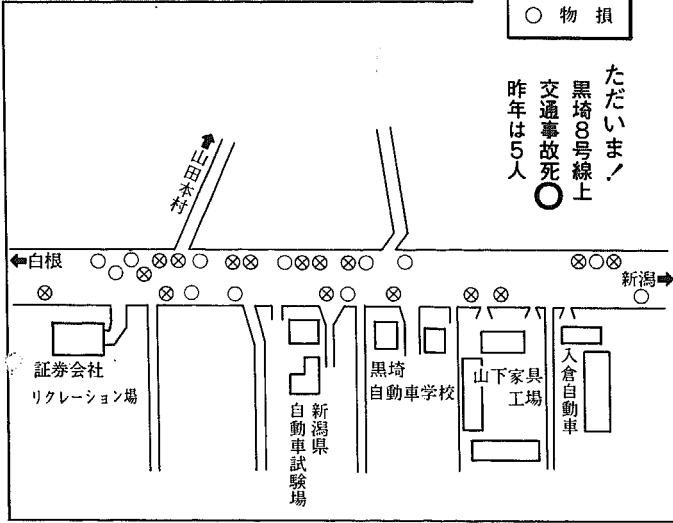 ○ 物損
ただいま!
黒埼8号線上
交通事故死○
昨年は5人
山田本村
白根
新潟
証券会社
リクレーション場
新潟県
自動車試験場
黒埼
自動車学校
山下家具
工場
入倉自動車